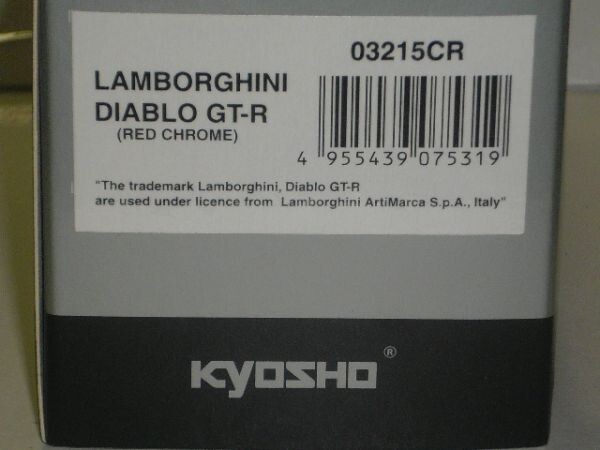 03215CR
LAMBORGHINI
DIABLO GT-R
(RED CHROME)
4 955439 075319
"The trademark Lamborghini, Diablo GT-R
are used under licence from Lamborghini ArtiMarca S.p.A., Italy"
KYOSHO ®